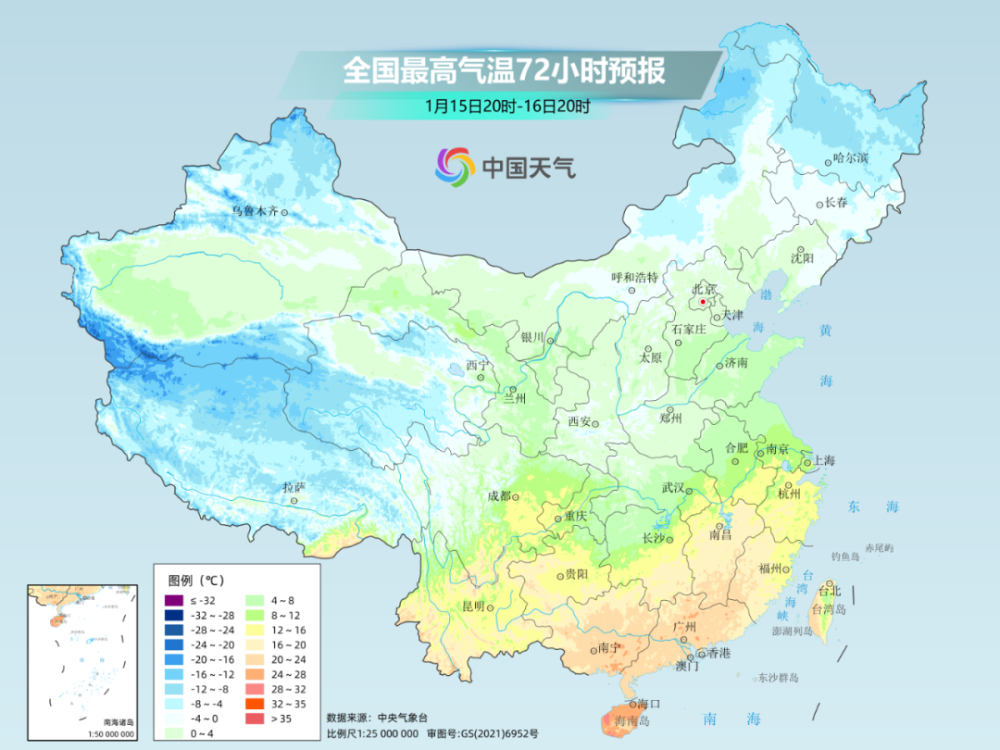 全国最高气温72小时预报
1月15日20时-16日20时
中国天气
哈尔滨
长春
乌鲁木齐
沈阳
呼和浩特
北京
天津
渤
海
石家庄
黄
海
银川
太原
济南
西宁
兰州
西安
郑州
合肥
南京
上海
拉萨
成都
武汉
杭州
重庆
东 海
长沙
南昌
钓鱼岛
赤尾屿
贵阳
福州
台
湾
海
峡
台北
台湾岛
昆明
广州
澎湖列岛
南宁
香港
澳门
东沙群岛
海口
海南岛
南 海
图例（℃）
≤ -32
-32 ~ -28
-28 ~ -24
-24 ~ -20
-20 ~ -16
-16 ~ -12
-12 ~ -8
-8 ~ -4
-4 ~ 0
0 ~ 4
4 ~ 8
8 ~ 12
12 ~ 16
16 ~ 20
20 ~ 24
24 ~ 28
28 ~ 32
32 ~ 35
> 35
南海诸岛
1:50 000 000
数据来源：中央气象台
比例尺1:25 000 000 审图号:GS(2021)6952号